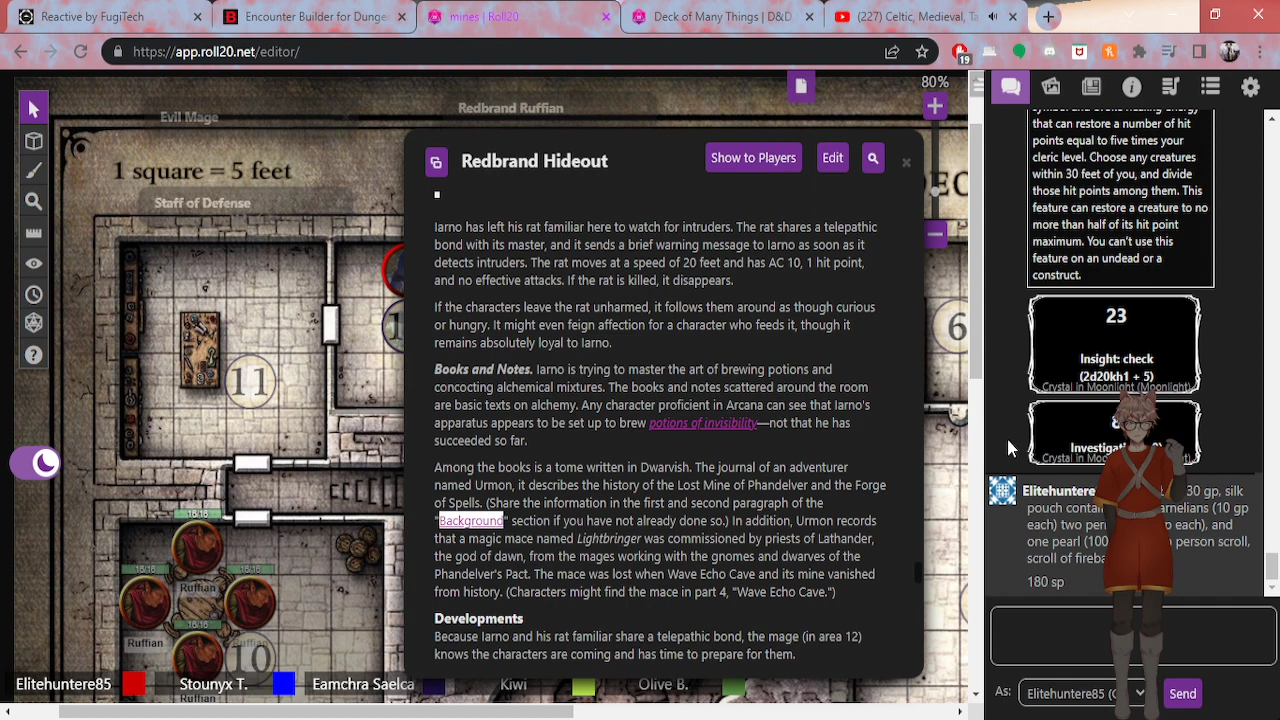 Reactive by FugiTech
Encounter Builder for Dunge
mines | Roll20
Deck of Many Things | D&D
(227) Celtic, Medieval, Ta
https://app.roll20.net/editor/
19
80%
Redbrand Ruffian
Evil Mage
1 square = 5 feet
Staff of Defense
Redbrand Hideout
Show to Players
Edit
Iarno has left his rat familiar here to watch for intruders. The rat shares a telepathic
bond with its master, and it sends a brief warning message to Iarno as soon as it
detects intruders. The rat moves at a speed of 20 feet and has AC 10, 1 hit point,
and no effective attacks. If the rat is killed, it disappears.
If the characters leave the rat unharmed, it follows them around as though curious
or hungry. It might even feign affection for a character who feeds it, though it
remains absolutely loyal to Iarno.
Books and Notes. Iarno is trying to master the art of brewing potions and
concocting alchemical mixtures. The books and notes scattered around the room
are basic texts on alchemy. Any character proficient in Arcana can see that Iarno's
apparatus appears to be set up to brew potions of invisibility—not that he has
succeeded so far.
Among the books is a tome written in Dwarvish. The journal of an adventurer
named Urmon, it describes the history of the Lost Mine of Phandelver and the Forge
of Spells. (Share the information in the first and second paragraph of the
"Background" section if you have not already done so.) In addition, Urmon records
that a magic mace named Lightbringer was commissioned by priests of Lathander,
the god of dawn, from the mages working with the gnomes and dwarves of the
Phandelver's Pact. The mace was lost when Wave Echo Cave and its mine vanished
from history. (Characters might find the mace in part 4, "Wave Echo Cave.")
Developments
Because Iarno and his rat familiar share a telepathic bond, the mage (in area 12)
knows the characters are coming and has time to prepare for them.
11
6
18/16
16/16
16/16
16/16
Ruffian
Ruffian
Ruffian
Ruffian
10
Elitehuntere85
Stounyx T.
Eamchra Saelca
Kiwi
Olive B.
that can restore a number of hit
points equal to five times your
cleric level. Choose any creatures
within 30 feet of you, and divide
those hit points among them. This
feature can restore a creature to no
more than half of its hit point
maximum. You can't use this
feature on an undead or a
construct.
23
Insight: check
(2d20kh1 + 5)
Crystal in Moonlight (Moonlight)
Investigati
Crystal in Moonlight
Elitehuntere
30 gp, silk
pouch contain
amelians (10 gp
each) two per
p each), and
one pearl (100
person scroll,
scroll of fireba
180 sp
As:
Elitehuntere85 (G
Send